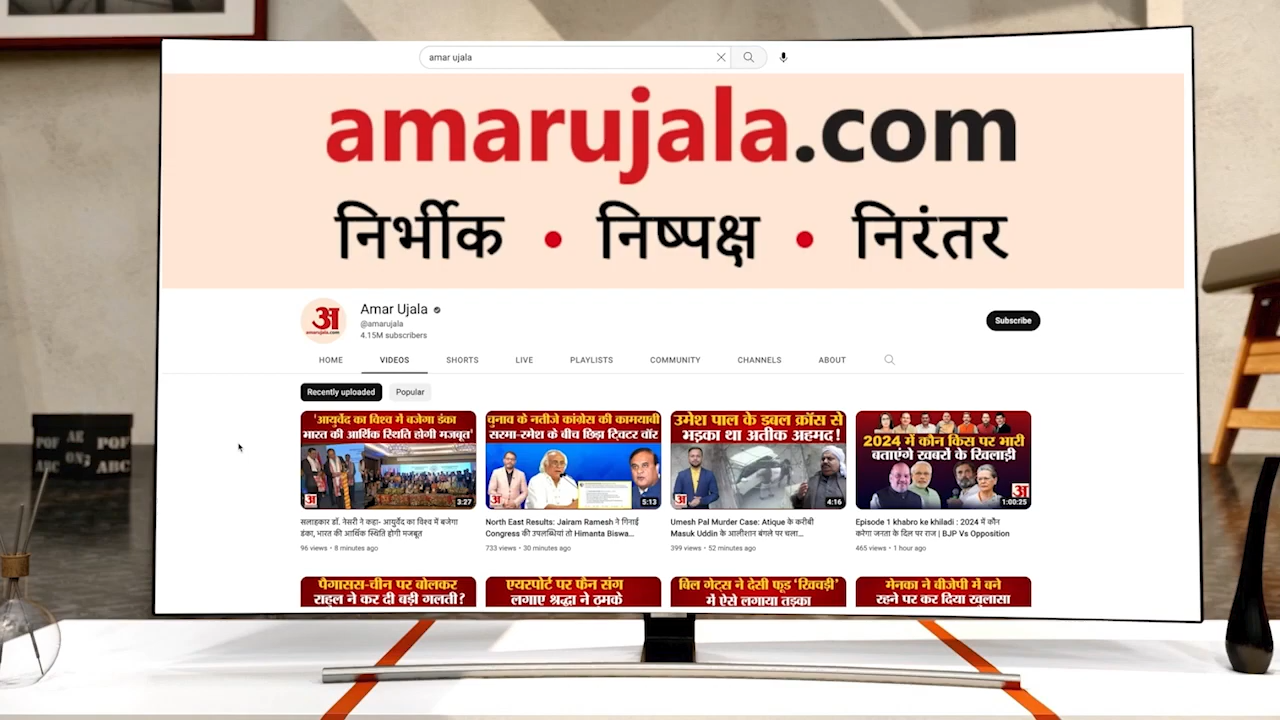 amar ujala
amarujala.com
निर्भीक • निष्पक्ष • निरंतर
अ
amarujala.com
Amar Ujala
@amarujala
4.15M subscribers
Subscribe
HOME VIDEOS SHORTS LIVE PLAYLISTS COMMUNITY CHANNELS ABOUT
Recently uploaded Popular
'आयुर्वेद का विश्व में बजेगा डंका
भारत की आर्थिक स्थिति होगी मजबूत'
3:27
सलाहकार डॉ. नेसरी ने कहा- आयुर्वेद का विश्व में बजेगा
डंका, भारत की आर्थिक स्थिति होगी मजबूत
96 views • 8 minutes ago
चुनाव के नतीजे कांग्रेस की कामयाबी
सरमा-रमेश के बीच छिड़ा ट्विटर वॉर
5:13
North East Results: Jairam Ramesh ने गिनाई
Congress की उपलब्धियां तो Himanta Biswa...
733 views • 30 minutes ago
उमेश पाल के डबल क्रॉस से
भड़का था अतीक अहमद!
4:16
Umesh Pal Murder Case: Atique के करीबी
Masuk Uddin के आलीशान बंगले पर चला...
399 views • 52 minutes ago
2024 में कौन किस पर भारी
बताएंगे खबरों के खिलाड़ी
1:00:25
Episode 1 khabro ke khiladi : 2024 में कौन
करेगा जनता के दिल पर राज | BJP Vs Opposition
465 views • 1 hour ago
पैगासस-चीन पर बोलकर
राहुल ने कर दी बड़ी गलती?
एयरपोर्ट पर फैन संग
लगाए श्रद्धा ने ठुमके
बिल गेट्स ने देसी फूड 'खिचड़ी'
में ऐसे लगाया तड़का
मेनका ने बीजेपी में बने
रहने पर कर दिया खुलासा